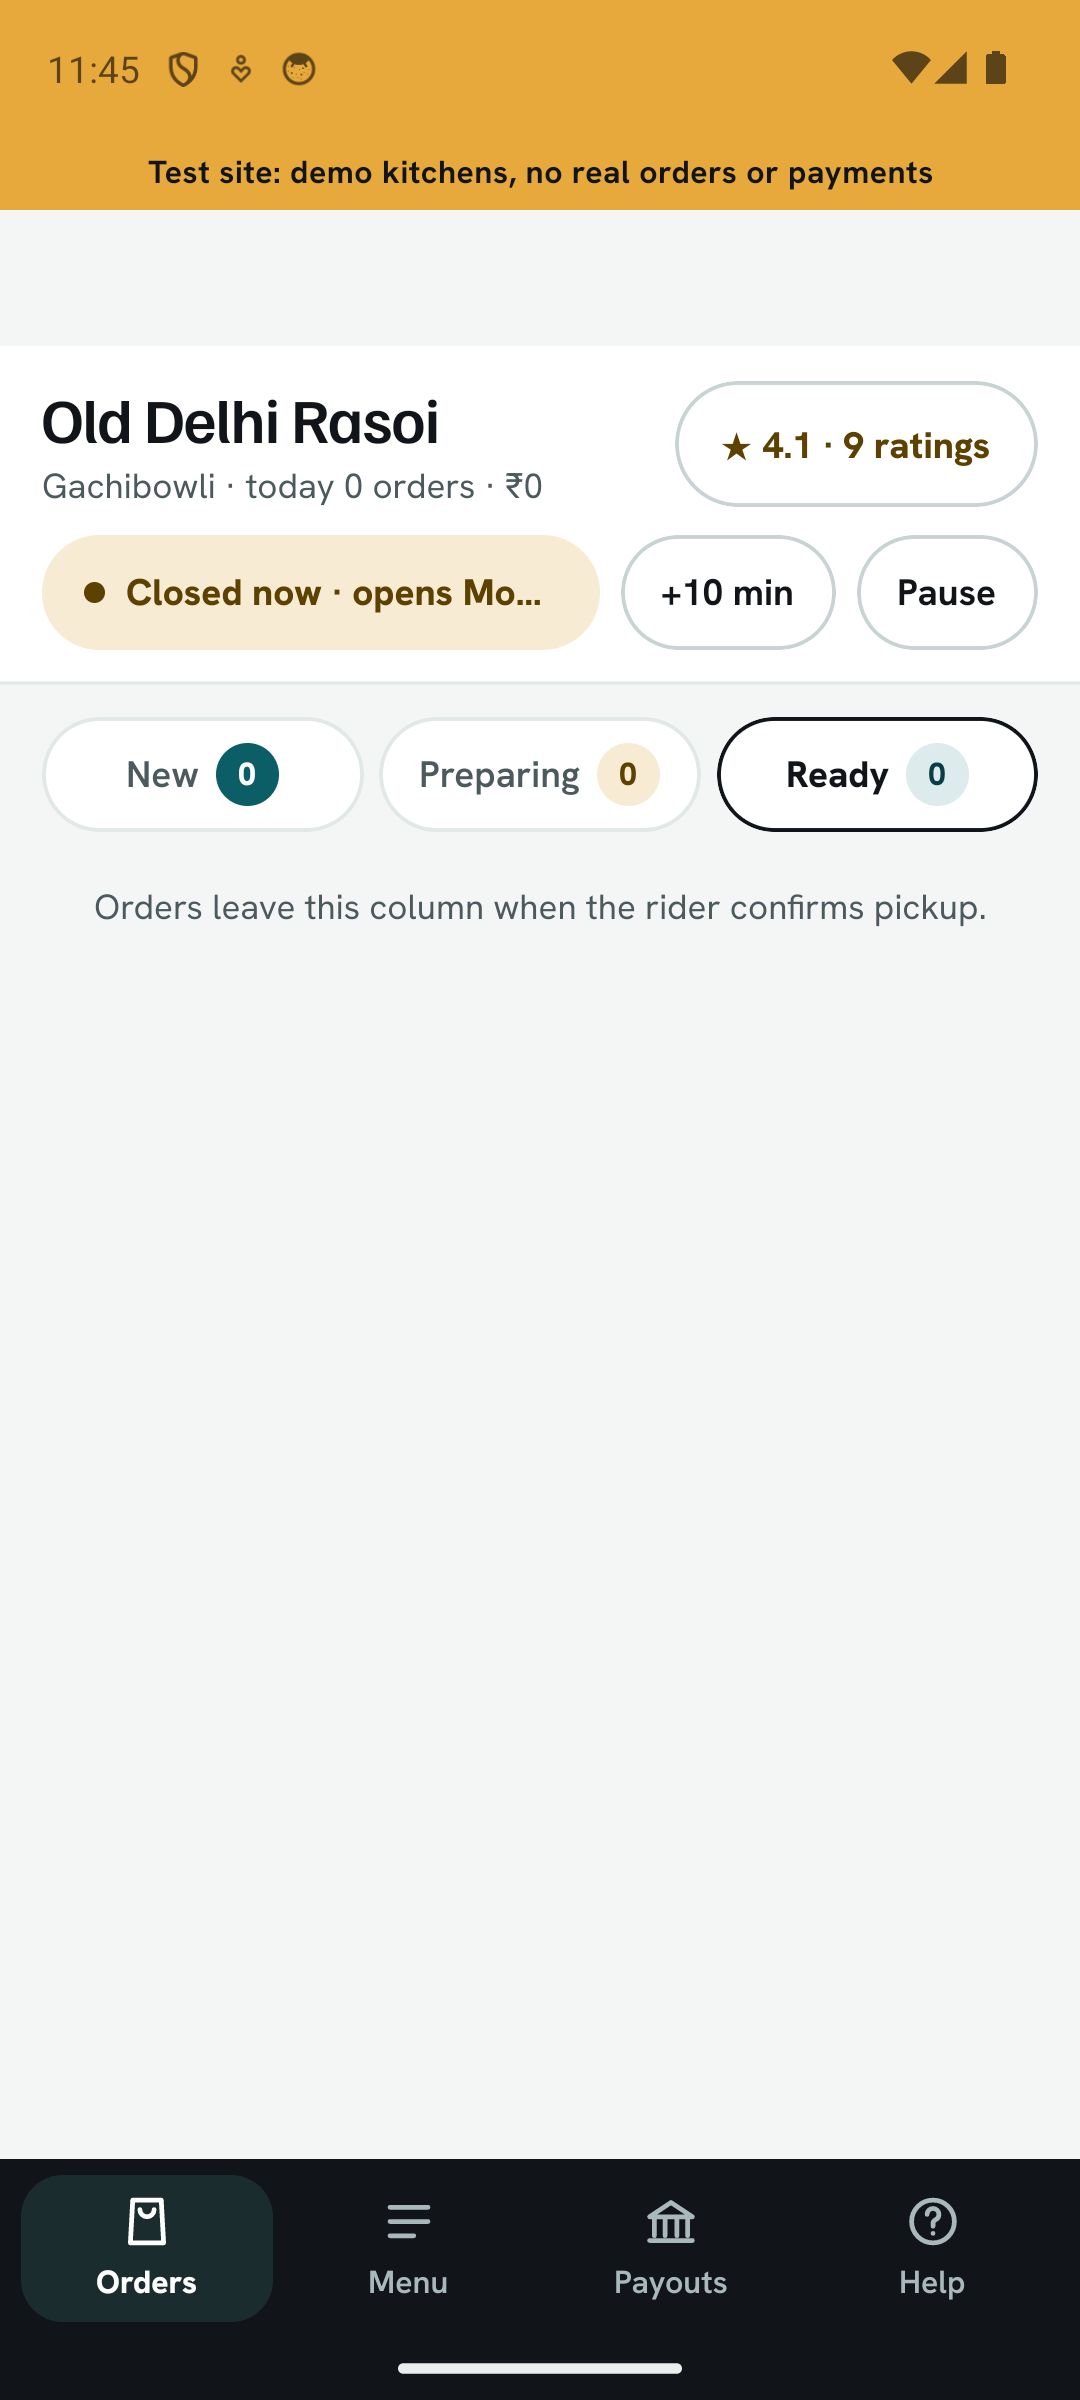 11:45
Test site: demo kitchens, no real orders or payments
Old Delhi Rasoi
★ 4.1 · 9 ratings
Gachibowli · today 0 orders · ₹0
Closed now · opens Mo...
+10 min
Pause
New 0
Preparing 0
Ready 0
Orders leave this column when the rider confirms pickup.
Orders
Menu
Payouts
Help